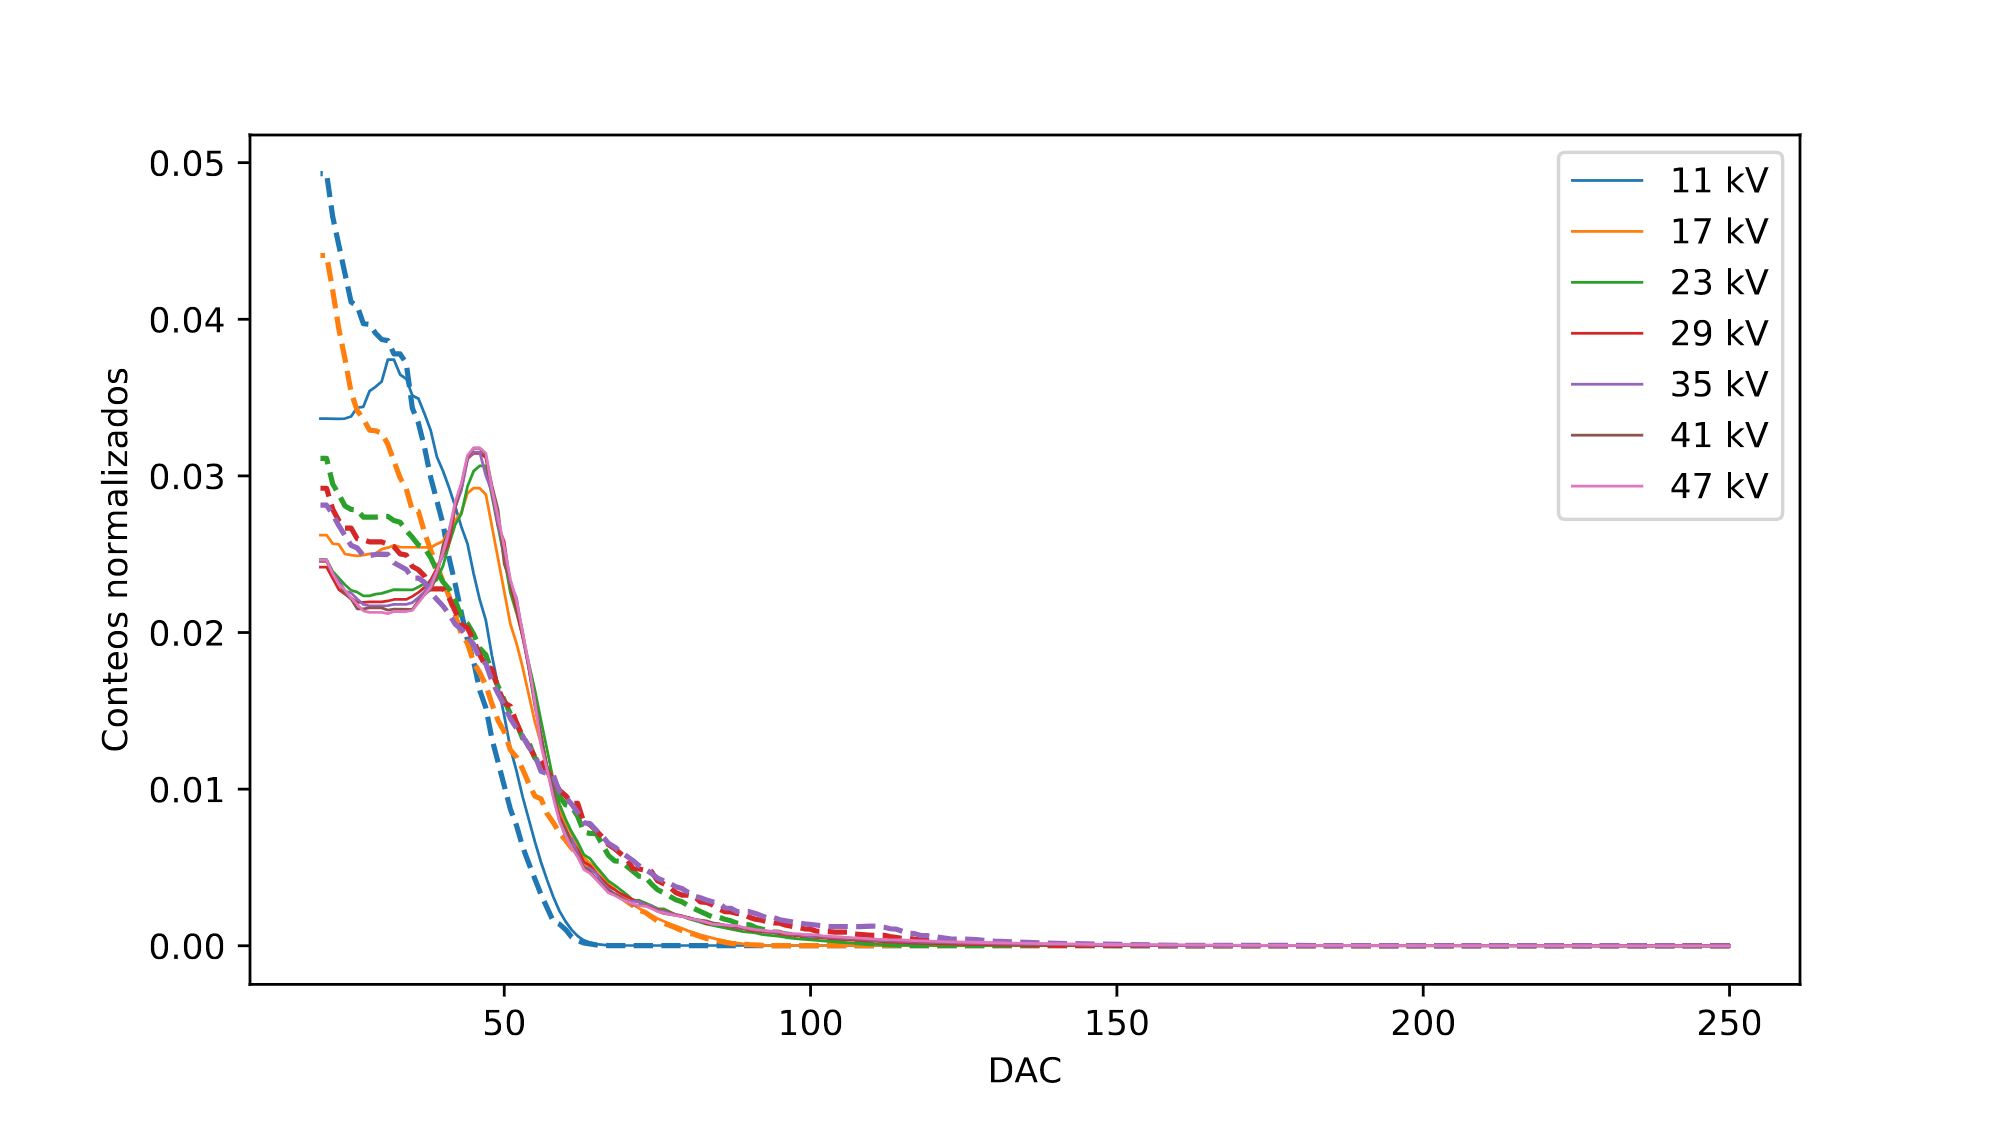 0.05
0.04
0.03
0.02
0.01
0.00
Conteos normalizados
50 100 150 200 250
DAC
11 kV
17 kV
23 kV
29 kV
35 kV
41 kV
47 kV